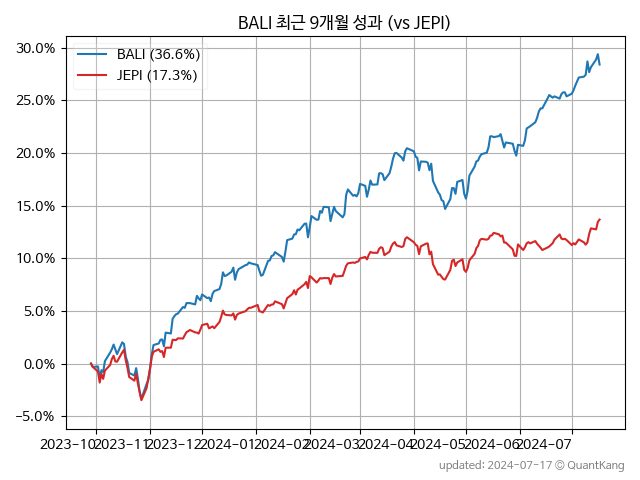 BALI 최근 9개월 성과 (vs JEPI)
BALI (36.6%)
JEPI (17.3%)
30.0%
25.0%
20.0%
15.0%
10.0%
5.0%
0.0%
−5.0%
2023-10 2023-11 2023-12 2024-01 2024-02 2024-03 2024-04 2024-05 2024-06 2024-07
updated: 2024-07-17 © QuantKang